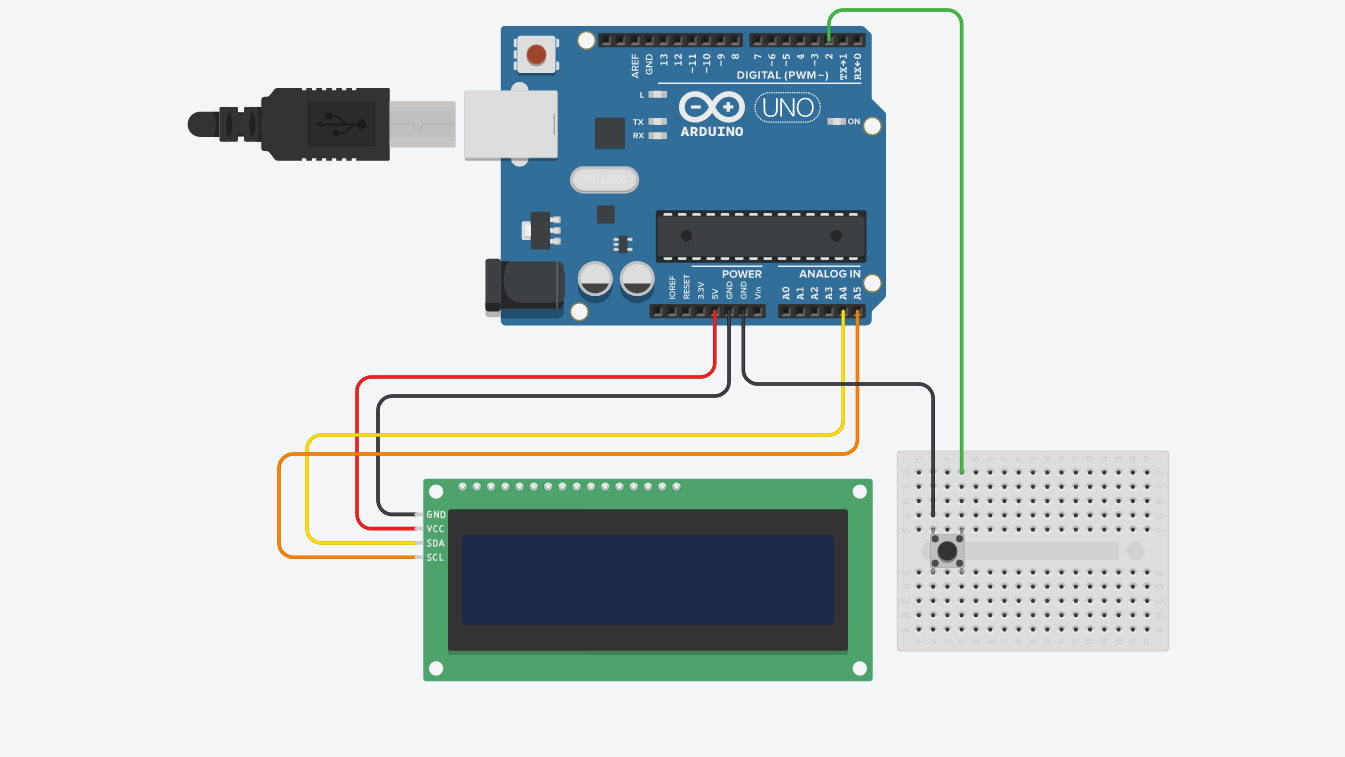 AREF
GND
13
12
~11
~10
~9
8
7
~6
~5
4
~3
2
TX→1
RX←0
DIGITAL (PWM~)
L
TX
RX
ARDUINO
UNO
ON
POWER
ANALOG IN
IOREF
RESET
3.3V
5V
GND
GND
Vin
A0
A1
A2
A3
A4
A5
GND
VCC
SDA
SCL